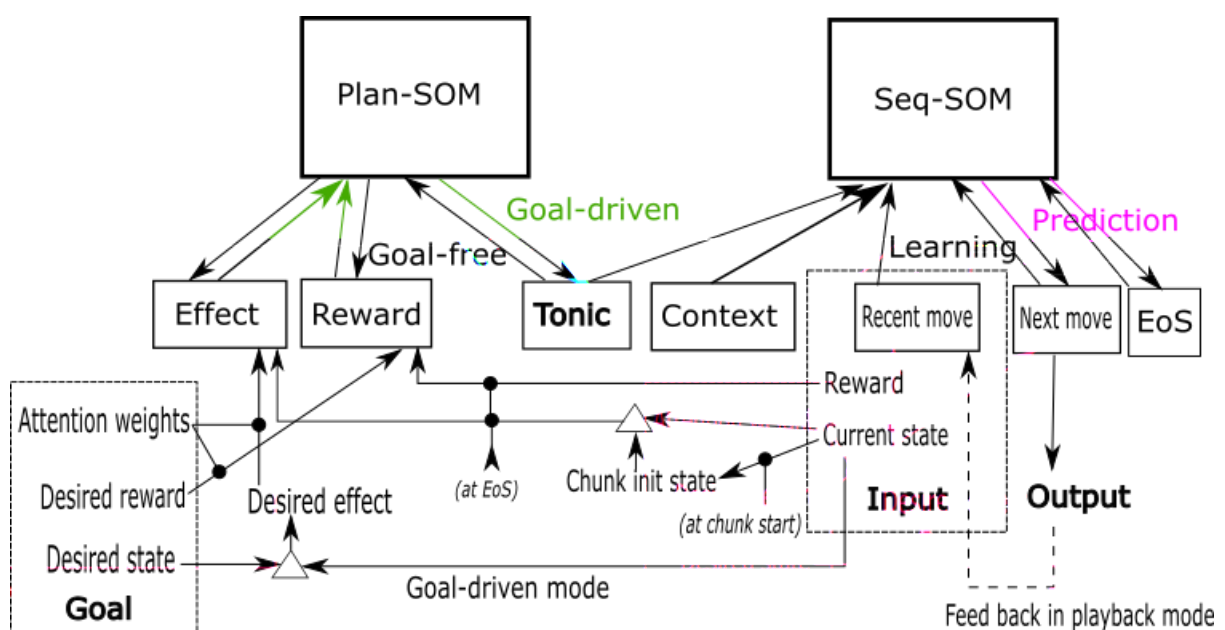 Plan-SOM
Seq-SOM
Goal-driven
Prediction
Goal-free
Learning
Effect
Reward
Tonic
Context
Recent move
Next move
EoS
Reward
Attention weights
Current state
Chunk init state
Desired reward
Desired effect
(at EoS)
Input
Output
(at chunk start)
Desired state
Goal-driven mode
Goal
Feed back in playback mode